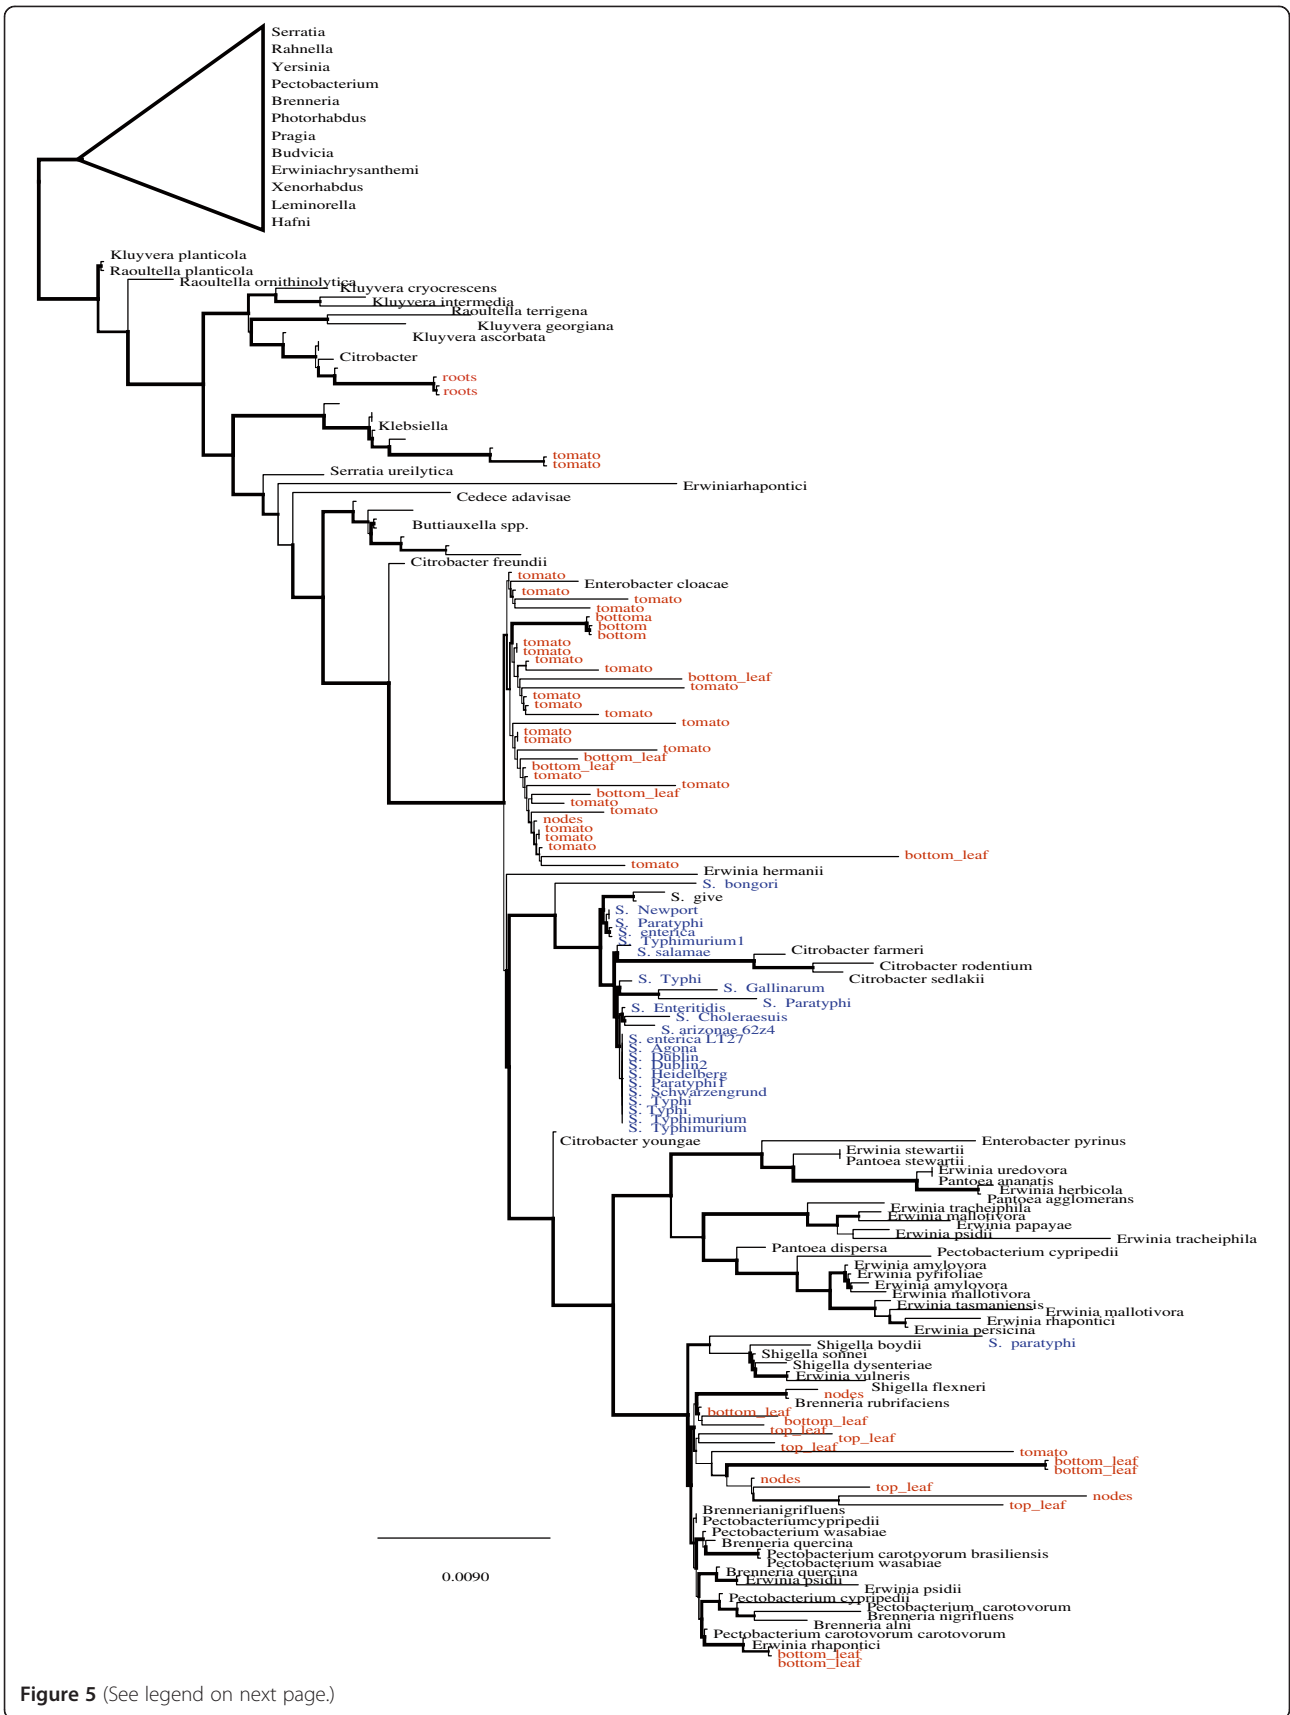 Serratia
Rahnella
Yersinia
Pectobacterium
Brenneria
Photorhabdus
Pragia
Budvicia
Erwiniachrysanthemi
Xenorhabdus
Leminorella
Hafni
Kluyvera planticola
Raoultella planticola
Raoultella ornithinolytica
Kluyvera cryocrescens
Kluyvera intermedia
Raoultella terrigena
Kluyvera georgiana
Kluyvera ascorbata
Citrobacter
roots
roots
Klebsiella
tomato
tomato
Serratia ureilytica
Erwiniarhapontici
Cedece adavisae
Buttiauxella spp.
Citrobacter freundii
tomato
Enterobacter cloacae
tomato
tomato
tomato
bottoma
bottom
bottom
tomato
tomato
tomato
tomato
bottom_leaf
tomato
tomato
tomato
tomato
tomato
tomato
tomato
tomato
bottom_leaf
bottom_leaf
tomato
tomato
bottom_leaf
tomato
tomato
nodes
tomato
tomato
tomato
bottom_leaf
tomato
Erwinia hermanii
S. bongori
S. give
S. Newport
S. Paratyphi
S. enterica
S. Typhimurium1
S. salamae
Citrobacter farmeri
Citrobacter rodentium
Citrobacter sedlakii
S. Typhi
S. Gallinarum
S. Paratyphi
S. Enteritidis
S. Choleraesuis
S. arizonae 62z4
S. enterica LT27
S. Agona
S. Dublin
S. Dublin2
S. Heidelberg
S. Paratyphi1
S. Schwarzengrund
S. Typhi
S. Typhi
S. Typhimurium
S. Typhimurium
Citrobacter youngae
Enterobacter pyrinus
Erwinia stewartii
Pantoea stewartii
Erwinia uredovora
Pantoea ananatis
Erwinia herbicola
Pantoea agglomerans
Erwinia tracheiphila
Erwinia mallotivora
Erwinia papayae
Erwinia psidii
Erwinia tracheiphila
Pantoea dispersa
Pectobacterium cypripedii
Erwinia amylovora
Erwinia pyrifoliae
Erwinia amylovora
Erwinia mallotivora
Erwinia tasmaniensis
Erwinia mallotivora
Erwinia rhapontici
Erwinia persicina
S. paratyphi
Shigella boydii
Shigella sonnei
Shigella dysenteriae
Erwinia vulneris
Shigella flexneri
nodes
Brenneria rubrifaciens
bottom_leaf
bottom_leaf
top_leaf
top_leaf
top_leaf
tomato
bottom_leaf
bottom_leaf
nodes
top_leaf
nodes
top_leaf
Brennerianigrifluens
Pectobacteriumcypripedii
Pectobacterium wasabiae
Brenneria quercina
Pectobacterium carotovorum brasiliensis
Pectobacterium wasabiae
Brenneria quercina
Erwinia psidii
Erwinia psidii
Pectobacterium cypripedii
Pectobacterium carotovorum
Brenneria nigrifluens
Brenneria alni
Pectobacterium carotovorum carotovorum
Erwinia rhapontici
bottom_leaf
bottom_leaf
0.0090
Figure 5 (See legend on next page.)